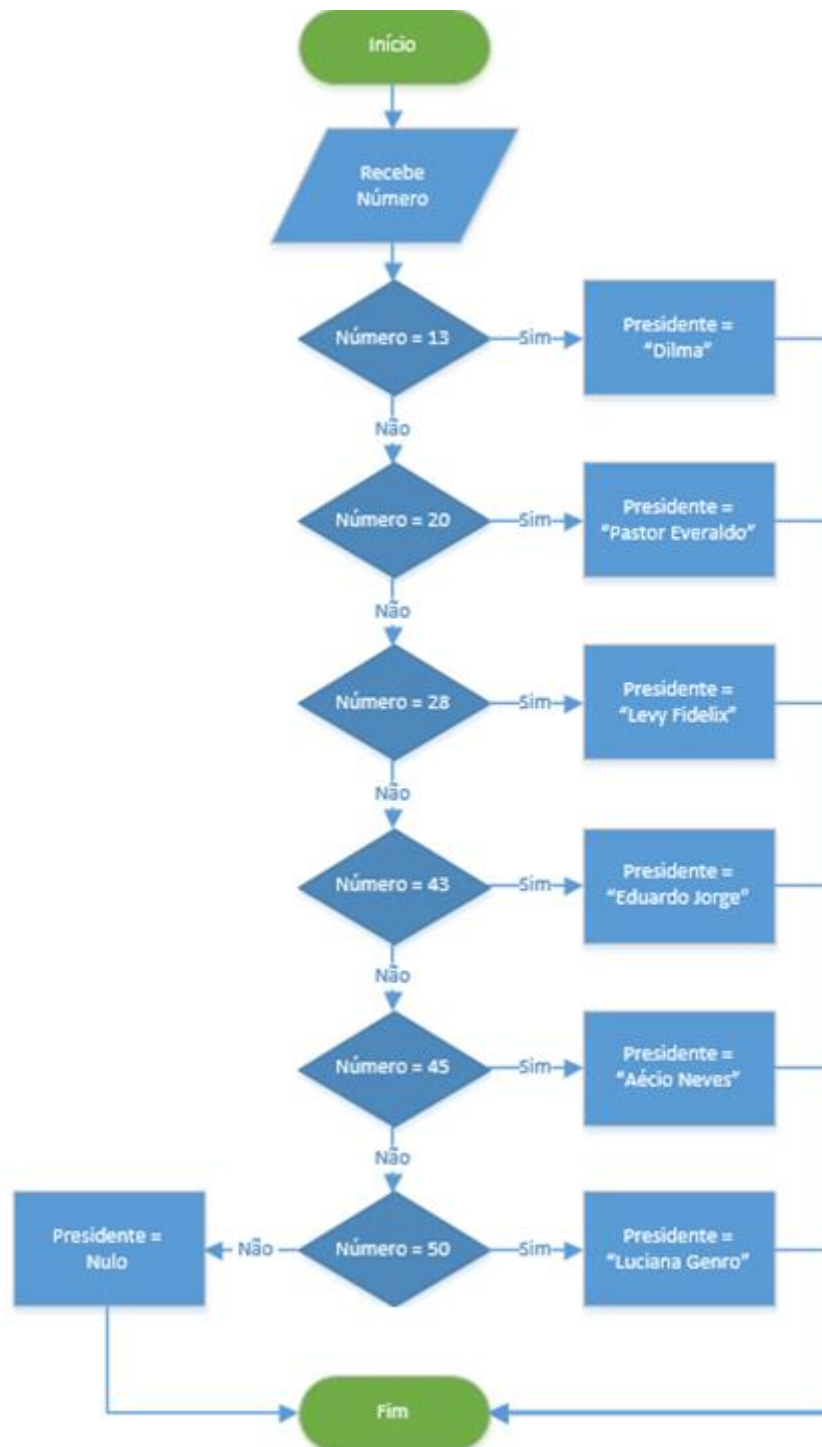 Início
Recebe
Número
Número = 13
Sim
Presidente =
“Dilma”
Não
Número = 20
Sim
Presidente =
“Pastor Everaldo”
Não
Número = 28
Sim
Presidente =
“Levy Fidelix”
Não
Número = 43
Sim
Presidente =
“Eduardo Jorge”
Não
Número = 45
Sim
Presidente =
“Aécio Neves”
Não
Presidente =
Nulo
Não
Número = 50
Sim
Presidente =
“Luciana Genro”
Fim